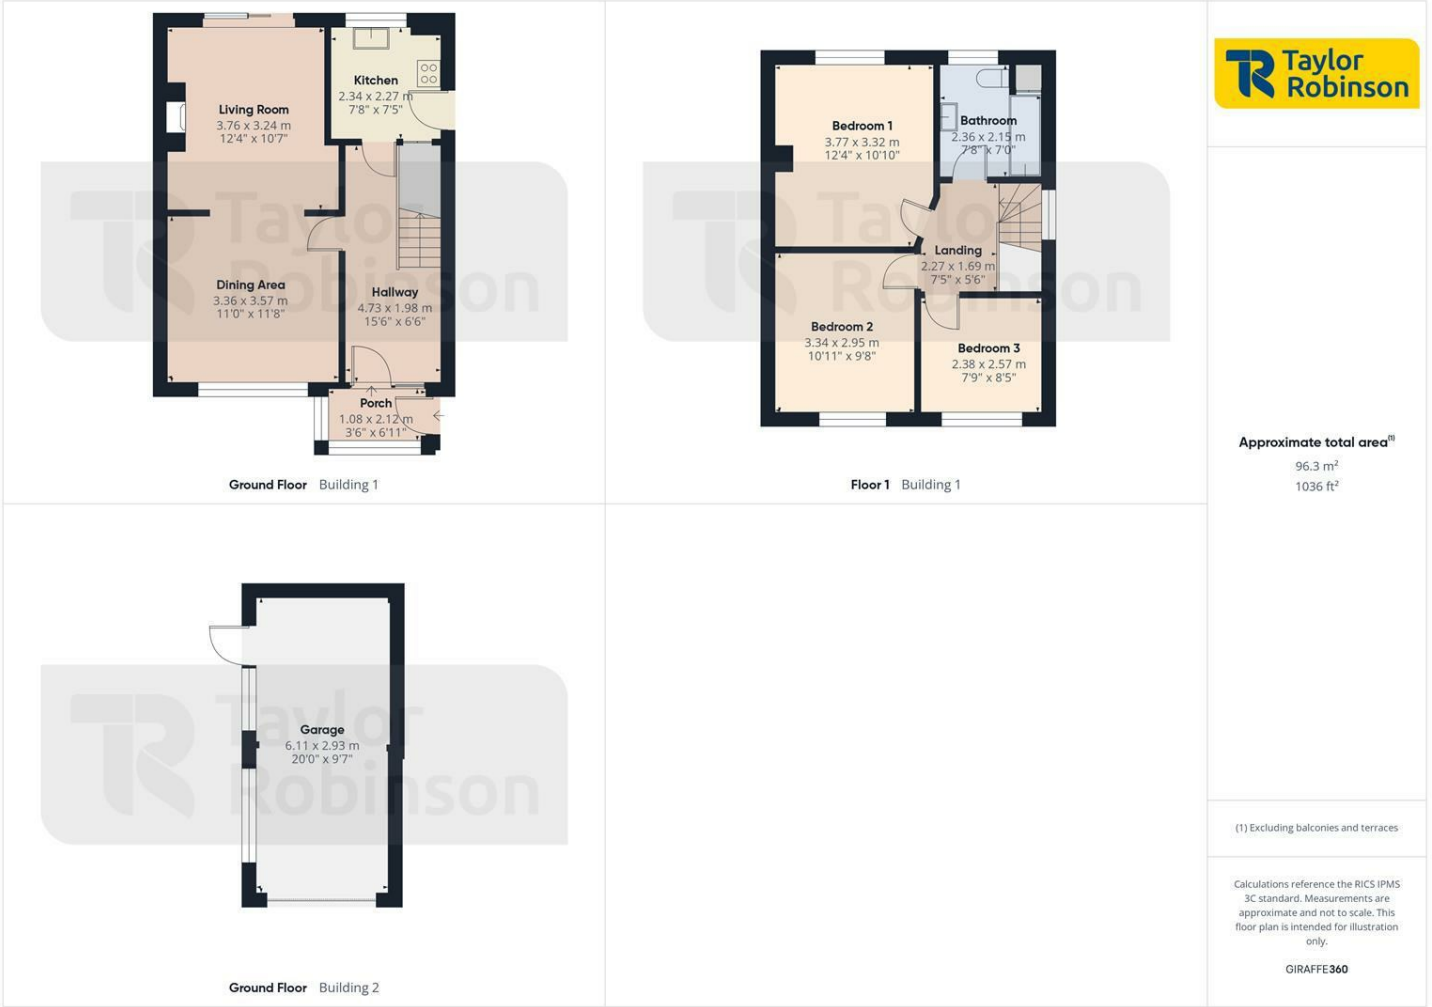 Living Room
3.76 x 3.24 m
12'4" x 10'7"
Kitchen
2.34 x 2.27 m
7'8" x 7'5"
Dining Area
3.36 x 3.57 m
11'0" x 11'8"
Hallway
4.73 x 1.98 m
15'6" x 6'6"
Porch
1.08 x 2.12 m
3'6" x 6'11"
Taylor
Robinson
Ground Floor Building 1
Bedroom 1
3.77 x 3.32 m
12'4" x 10'10"
Bathroom
2.36 x 2.15 m
7'8" x 7'0"
Landing
2.27 x 1.69 m
7'5" x 5'6"
Bedroom 2
3.34 x 2.95 m
10'11" x 9'8"
Bedroom 3
2.38 x 2.57 m
7'9" x 8'5"
Taylor
Robinson
Floor 1 Building 1
Garage
6.11 x 2.93 m
20'0" x 9'7"
Taylor
Robinson
Ground Floor Building 2
Taylor
Robinson
Approximate total area(1)
96.3 m²
1036 ft²
(1) Excluding balconies and terraces
Calculations reference the RICS IPMS
3C standard. Measurements are
approximate and not to scale. This
floor plan is intended for illustration
only.
GIRAFFE360